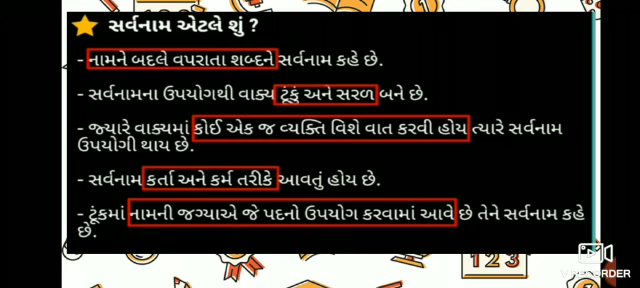 સર્વનામ એટલે શું ?
- નામને બદલે વપરાતા શબ્દને સર્વનામ કહે છે.
- સર્વનામના ઉપયોગથી વાક્ય ટૂંકું અને સરળ બને છે.
- જ્યારે વાક્યમાં કોઈ એક જ વ્યક્તિ વિશે વાત કરવી હોય ત્યારે સર્વનામ
ઉપયોગી થાય છે.
- સર્વનામ કર્તા અને કર્મ તરીકે આવતું હોય છે.
- ટૂંકમાં નામની જગ્યાએ જે પદનો ઉપયોગ કરવામાં આવે છે તેને સર્વનામ કહે
છે.
123